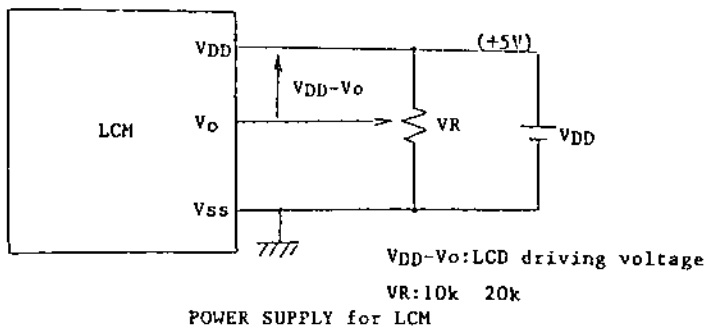 VDD
(+5V)
VDD-Vo
LCM
Vo
VR
VDD
Vss
VDD-Vo:LCD driving voltage
VR:10k 20k
POWER SUPPLY for LCM